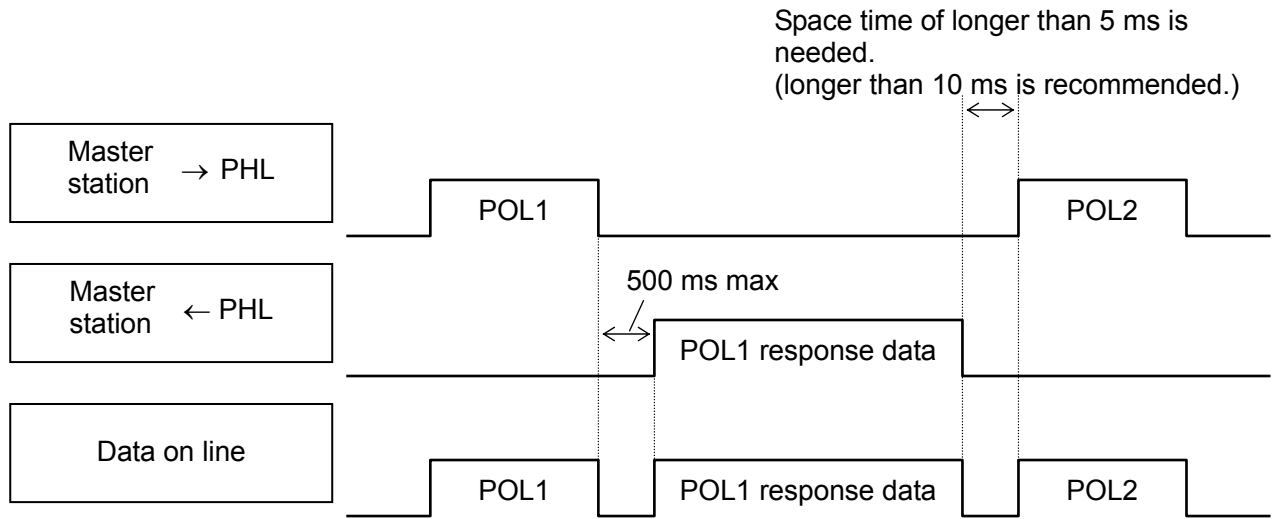 Space time of longer than 5 ms is
needed.
(longer than 10 ms is recommended.)
Master
station → PHL
POL1
POL2
Master
station ← PHL
500 ms max
POL1 response data
Data on line
POL1
POL1 response data
POL2